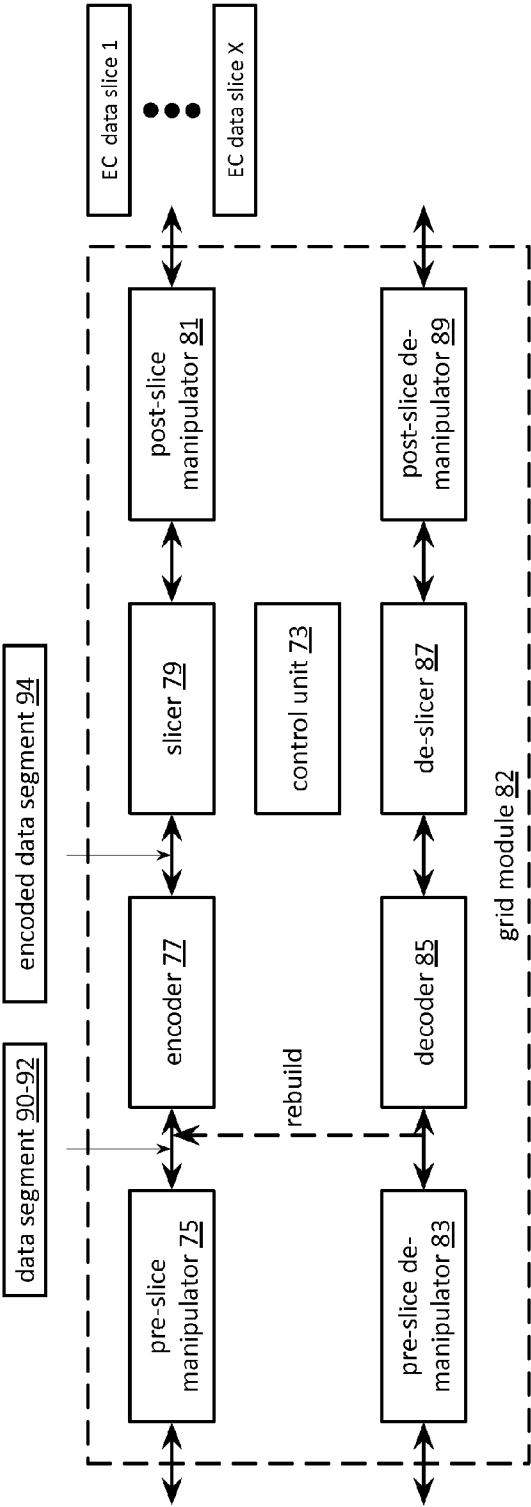 data segment 90-92
encoded data segment 94
EC data slice 1
EC data slice X
pre-slice
manipulator 75
encoder 77
slicer 79
post-slice
manipulator 81
rebuild
control unit 73
pre-slice de-
manipulator 83
decoder 85
de-slicer 87
post-slice de-
manipulator 89
grid module 82